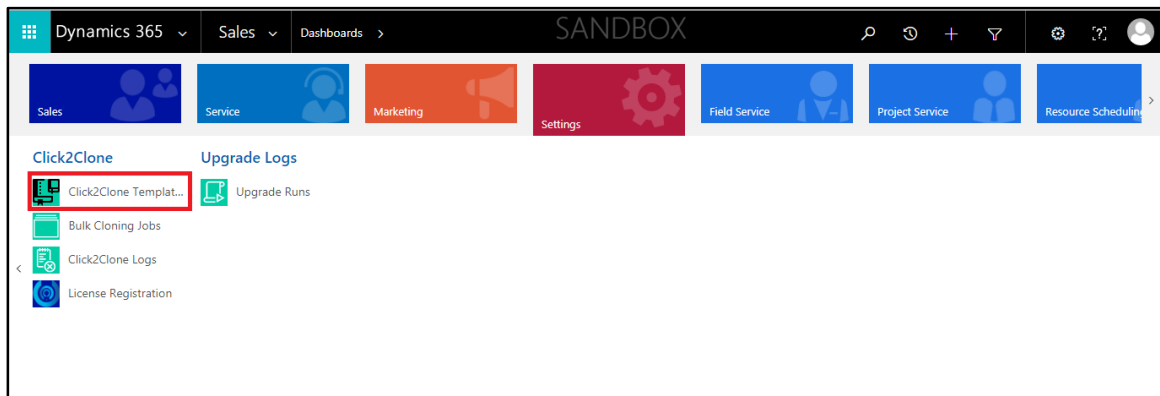 Dynamics 365 Sales Dashboards SANDBOX
Sales Service Marketing Settings Field Service Project Service Resource Scheduling
Click2Clone Upgrade Logs
Click2Clone Templat... Upgrade Runs
Bulk Cloning Jobs
Click2Clone Logs
License Registration